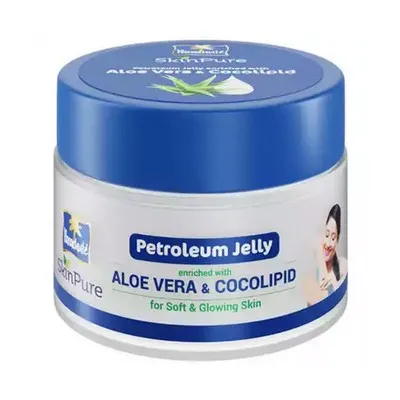 Parachute
SkinPure
Petroleum Jelly enriched with
Aloe Vera & Cocolipid
Parachute
SkinPure
Petroleum Jelly
enriched with
ALOE VERA & COCOLIPID
for Soft & Glowing Skin